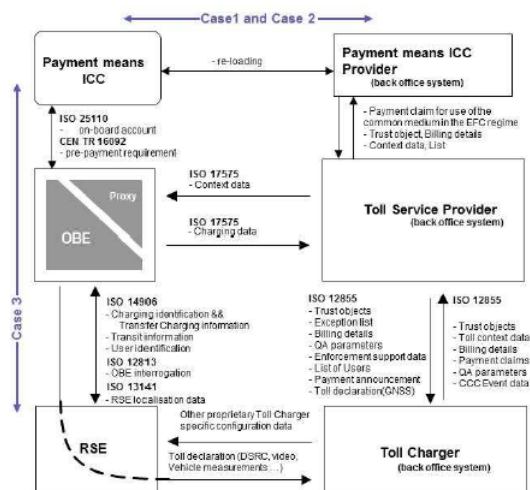 Case1 and Case 2
Payment means
ICC
- re-loading
Payment means ICC
Provider
(back office system)
ISO 25110
- on-board account
CEN TR 16092
- pre-payment requirement
- Payment claim for use of the
common medium in the EFC regime
- Trust object, Billing details
- Context data, List
Proxy
OBE
ISO 17575
- Context data
ISO 17575
- Charging data
Toll Service Provider
(back office system)
Case 3
ISO 14906
- Charging identification &&
Transfer Charging information
- Transit information
- User identification
ISO 12813
- OBE interrogation
ISO 13141
- RSE localisation data
ISO 12855
- Trust objects
- Exception list
- Billing details
- QA parameters
- Enforcement support data
- List of Users
- Payment announcement
- Toll declaration(GNSS)
ISO 12855
- Trust objects
- Toll context data
- Billing details
- Payment claims
- QA parameters
- CCC Event data
Other proprietary Toll Charger
specific configuration data
RSE
Toll declaration (DSRC, video,
Vehicle measurements ...)
Toll Charger
(back office system)